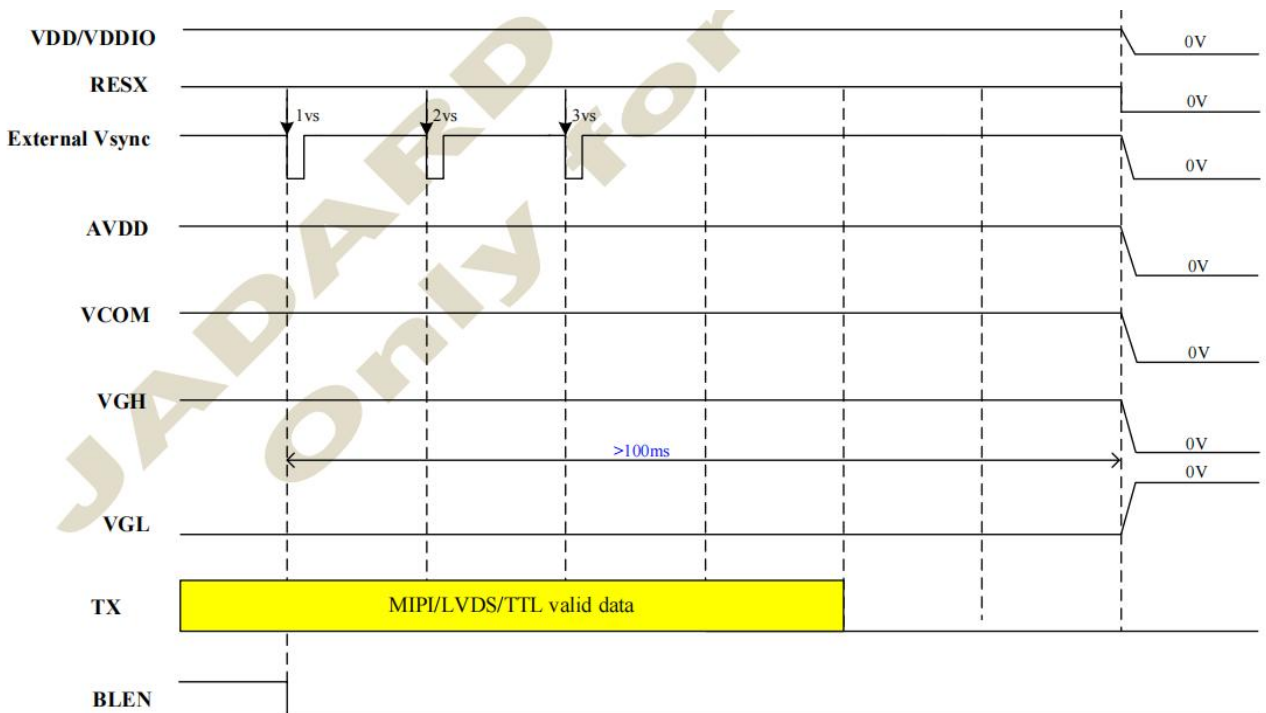 VDD/VDDIO
0V
RESX
0V
1vs
2vs
3vs
External Vsync
0V
AVDD
0V
VCOM
0V
VGH
0V
>100ms
0V
VGL
TX
MIPI/LVDS/TTL valid data
BLEN
JADARD
Only for